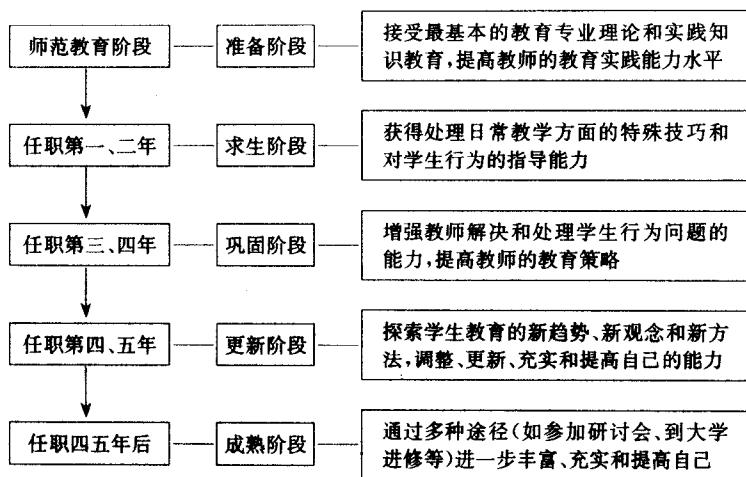 师范教育阶段
准备阶段
接受最基本的教育专业理论和实践知
识教育,提高教师的教育实践能力水平
任职第一、二年
求生阶段
获得处理日常教学方面的特殊技巧和
对学生行为的指导能力
任职第三、四年
巩固阶段
增强教师解决和处理学生行为问题的
能力,提高教师的教育策略
任职第四、五年
更新阶段
探索学生教育的新趋势、新观念和新方
法,调整、更新、充实和提高自己的能力
任职四五年后
成熟阶段
通过多种途径(如参加研讨会、到大学
进修等)进一步丰富、充实和提高自己